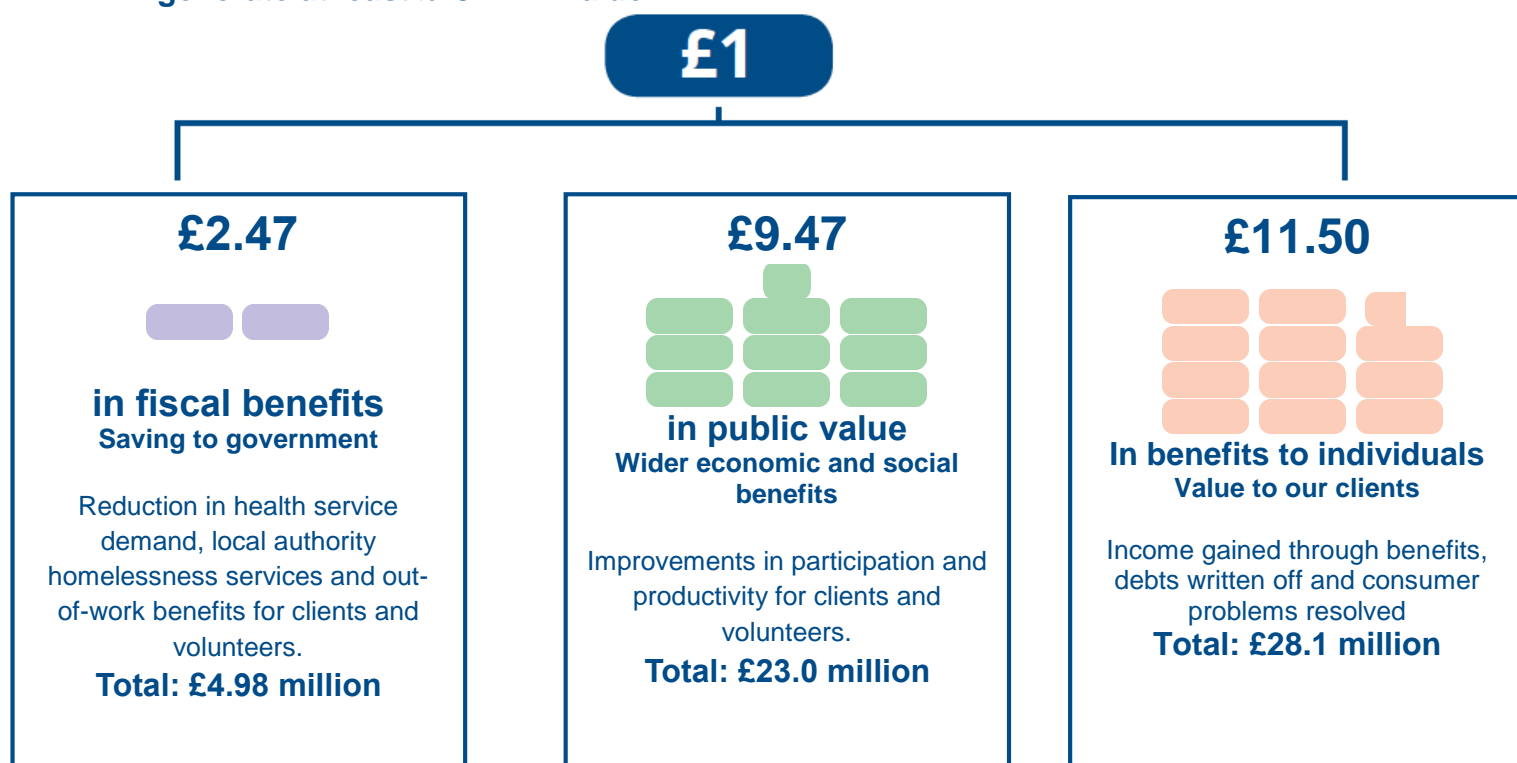 £1
£2.47
in fiscal benefits
Saving to government
Reduction in health service
demand, local authority
homelessness services and out-
of-work benefits for clients and
volunteers.
Total: £4.98 million
£9.47
in public value
Wider economic and social
benefits
Improvements in participation and
productivity for clients and
volunteers.
Total: £23.0 million
£11.50
In benefits to individuals
Value to our clients
Income gained through benefits,
debts written off and consumer
problems resolved
Total: £28.1 million